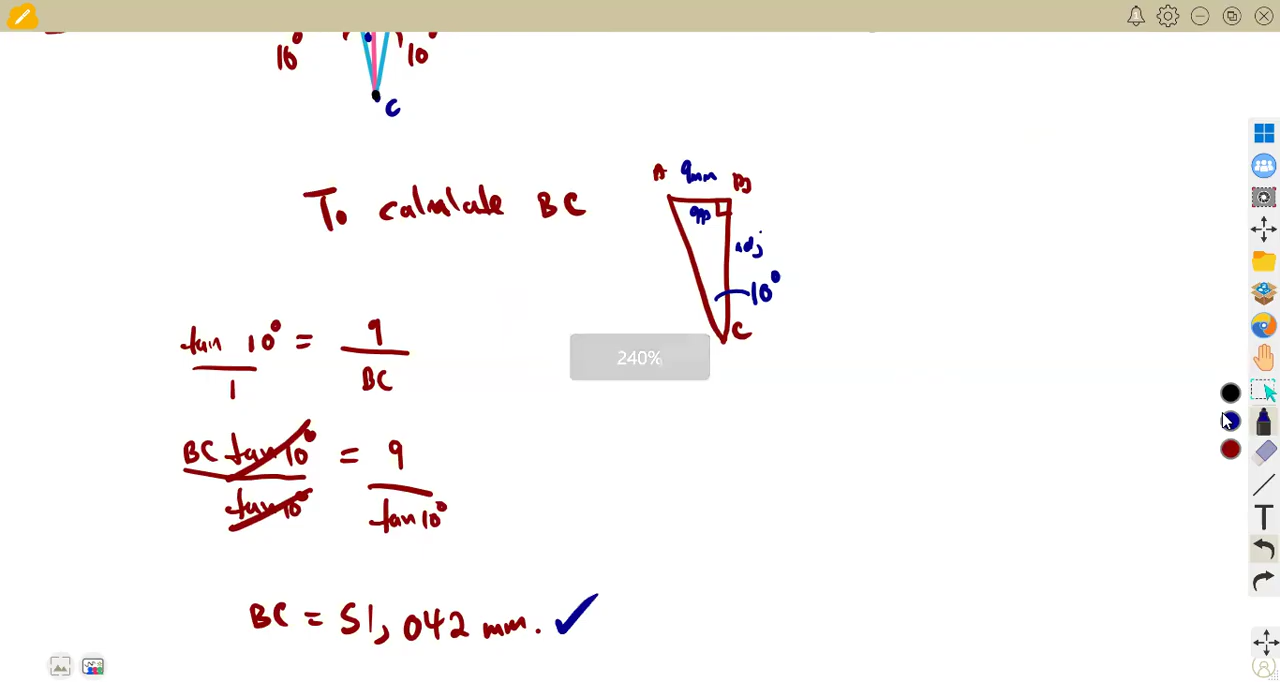 10° 10°
C
A 9mm B
To calculate BC
opp
adj
10°
C
tan 10° = 9
1 BC
240%
BC tan 10° = 9
tan 10° tan 10°
BC = 51,042 mm. ✓
T